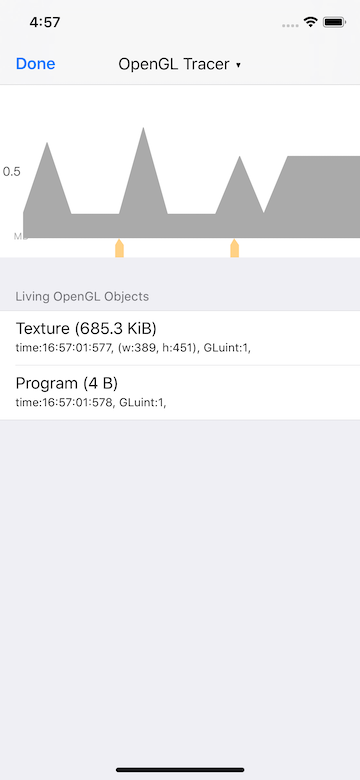 4:57
Done
OpenGL Tracer ▾
0.5
Living OpenGL Objects
Texture (685.3 KiB)
time:16:57:01:577, (w:389, h:451), GLuint:1,
Program (4 B)
time:16:57:01:578, GLuint:1,